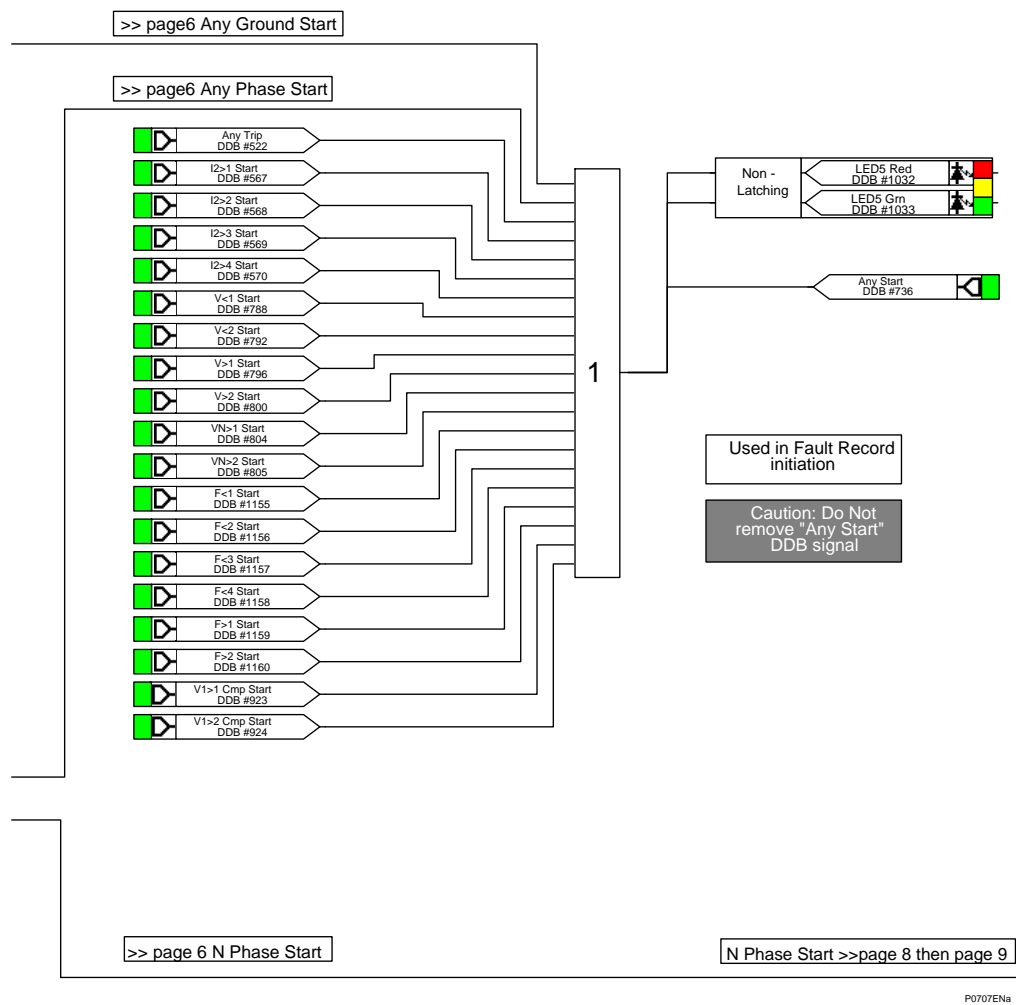 >> page6 Any Ground Start
>> page6 Any Phase Start
Any Trip
DDB #522
I2>1 Start
DDB #567
I2>2 Start
DDB #568
I2>3 Start
DDB #569
I2>4 Start
DDB #570
V<1 Start
DDB #788
V<2 Start
DDB #792
V>1 Start
DDB #796
V>2 Start
DDB #800
VN>1 Start
DDB #804
VN>2 Start
DDB #805
F<1 Start
DDB #1155
F<2 Start
DDB #1156
F<3 Start
DDB #1157
F<4 Start
DDB #1158
F>1 Start
DDB #1159
F>2 Start
DDB #1160
V1>1 Cmp Start
DDB #923
V1>2 Cmp Start
DDB #924
1
Non -
Latching
LED5 Red
DDB #1032
LED5 Grn
DDB #1033
Any Start
DDB #736
Used in Fault Record
initiation
Caution: Do Not
remove "Any Start"
DDB signal
>> page 6 N Phase Start
N Phase Start >>page 8 then page 9
P0707ENa